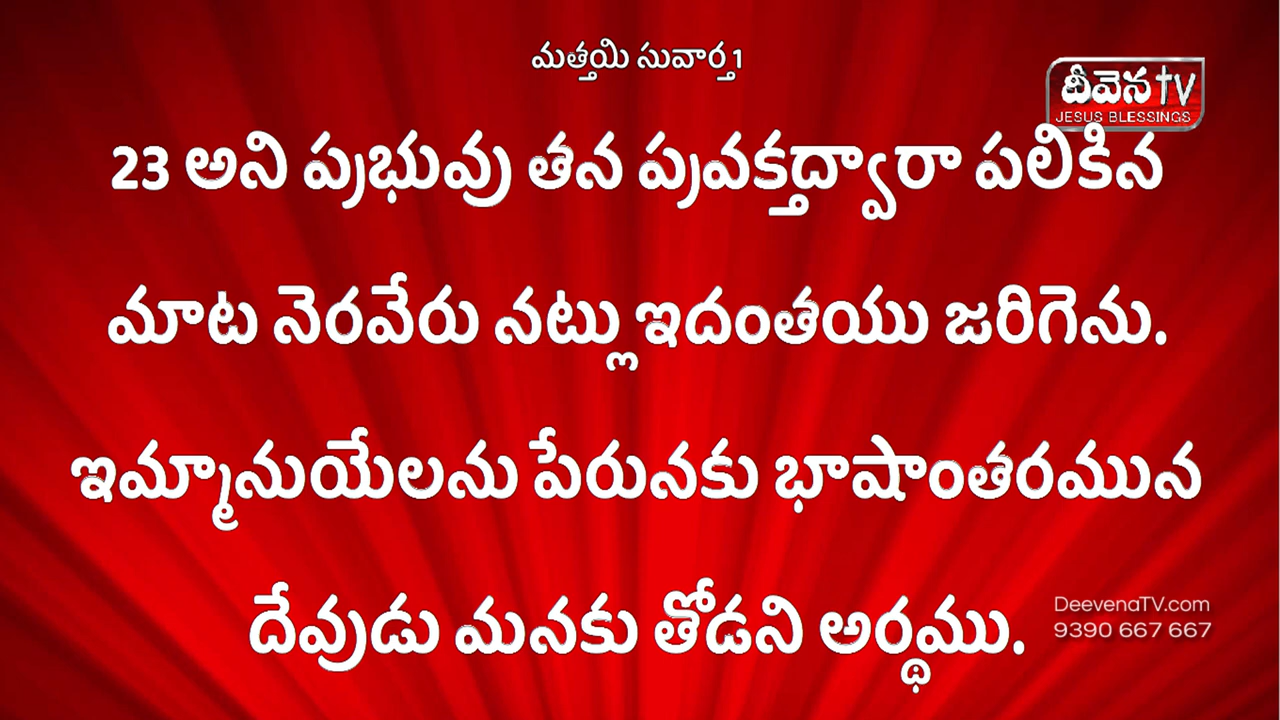 మత్తయి సువార్త 1
దీవెన tv
JESUS BLESSINGS
23 అని ప్రభువు తన ప్రవక్తద్వారా పలికిన
మాట నెరవేరు నట్లు ఇదంతయు జరిగెను.
ఇమ్మానుయేలను పేరునకు భాషాంతరమున
దేవుడు మనకు తోడని అర్థము.
DeevenaTV.com
9390 667 667